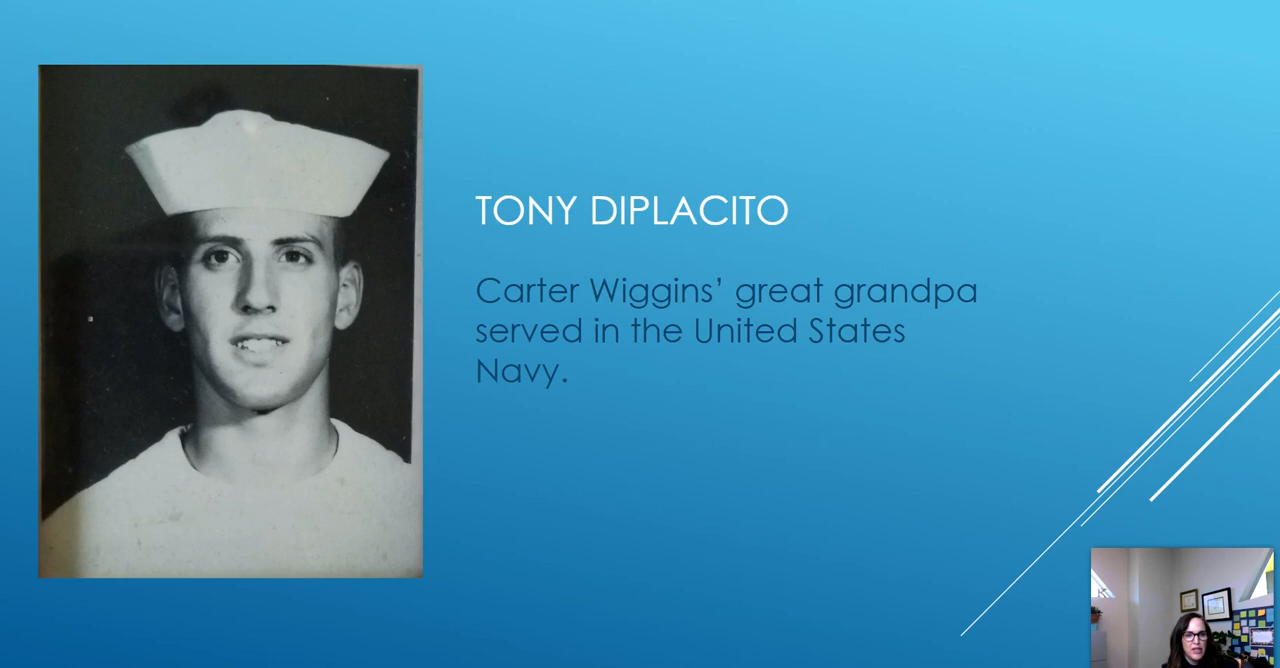 TONY DIPLACITO
Carter Wiggins’ great grandpa
served in the United States
Navy.